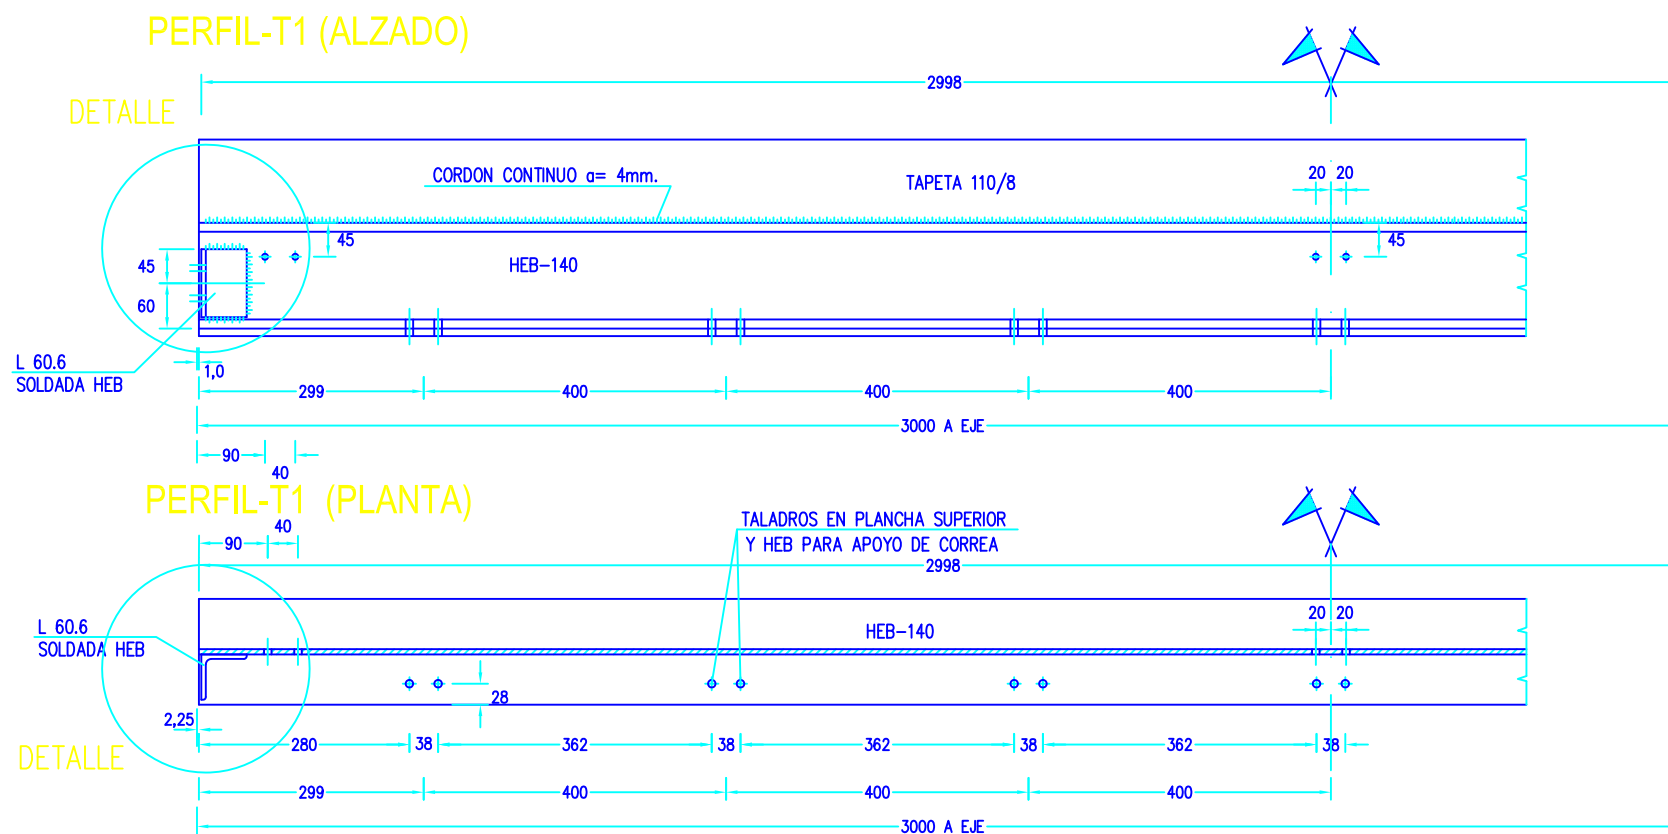 PERFIL-T1 (ALZADO)
2998
DETALLE
CORDON CONTINUO a= 4mm.
TAPETA 110/8
20 20
45
45
45
HEB-140
60
L 60.6
SOLDADA HEB
1,0
299
400
400
400
3000 A EJE
90
40
PERFIL-T1 (PLANTA)
40
90
TALADROS EN PLANCHA SUPERIOR
Y HEB PARA APOYO DE CORREA
2998
20 20
L 60.6
SOLDADA HEB
HEB-140
28
2,25
DETALLE
280
38
362
38
362
38
362
38
299
400
400
400
3000 A EJE